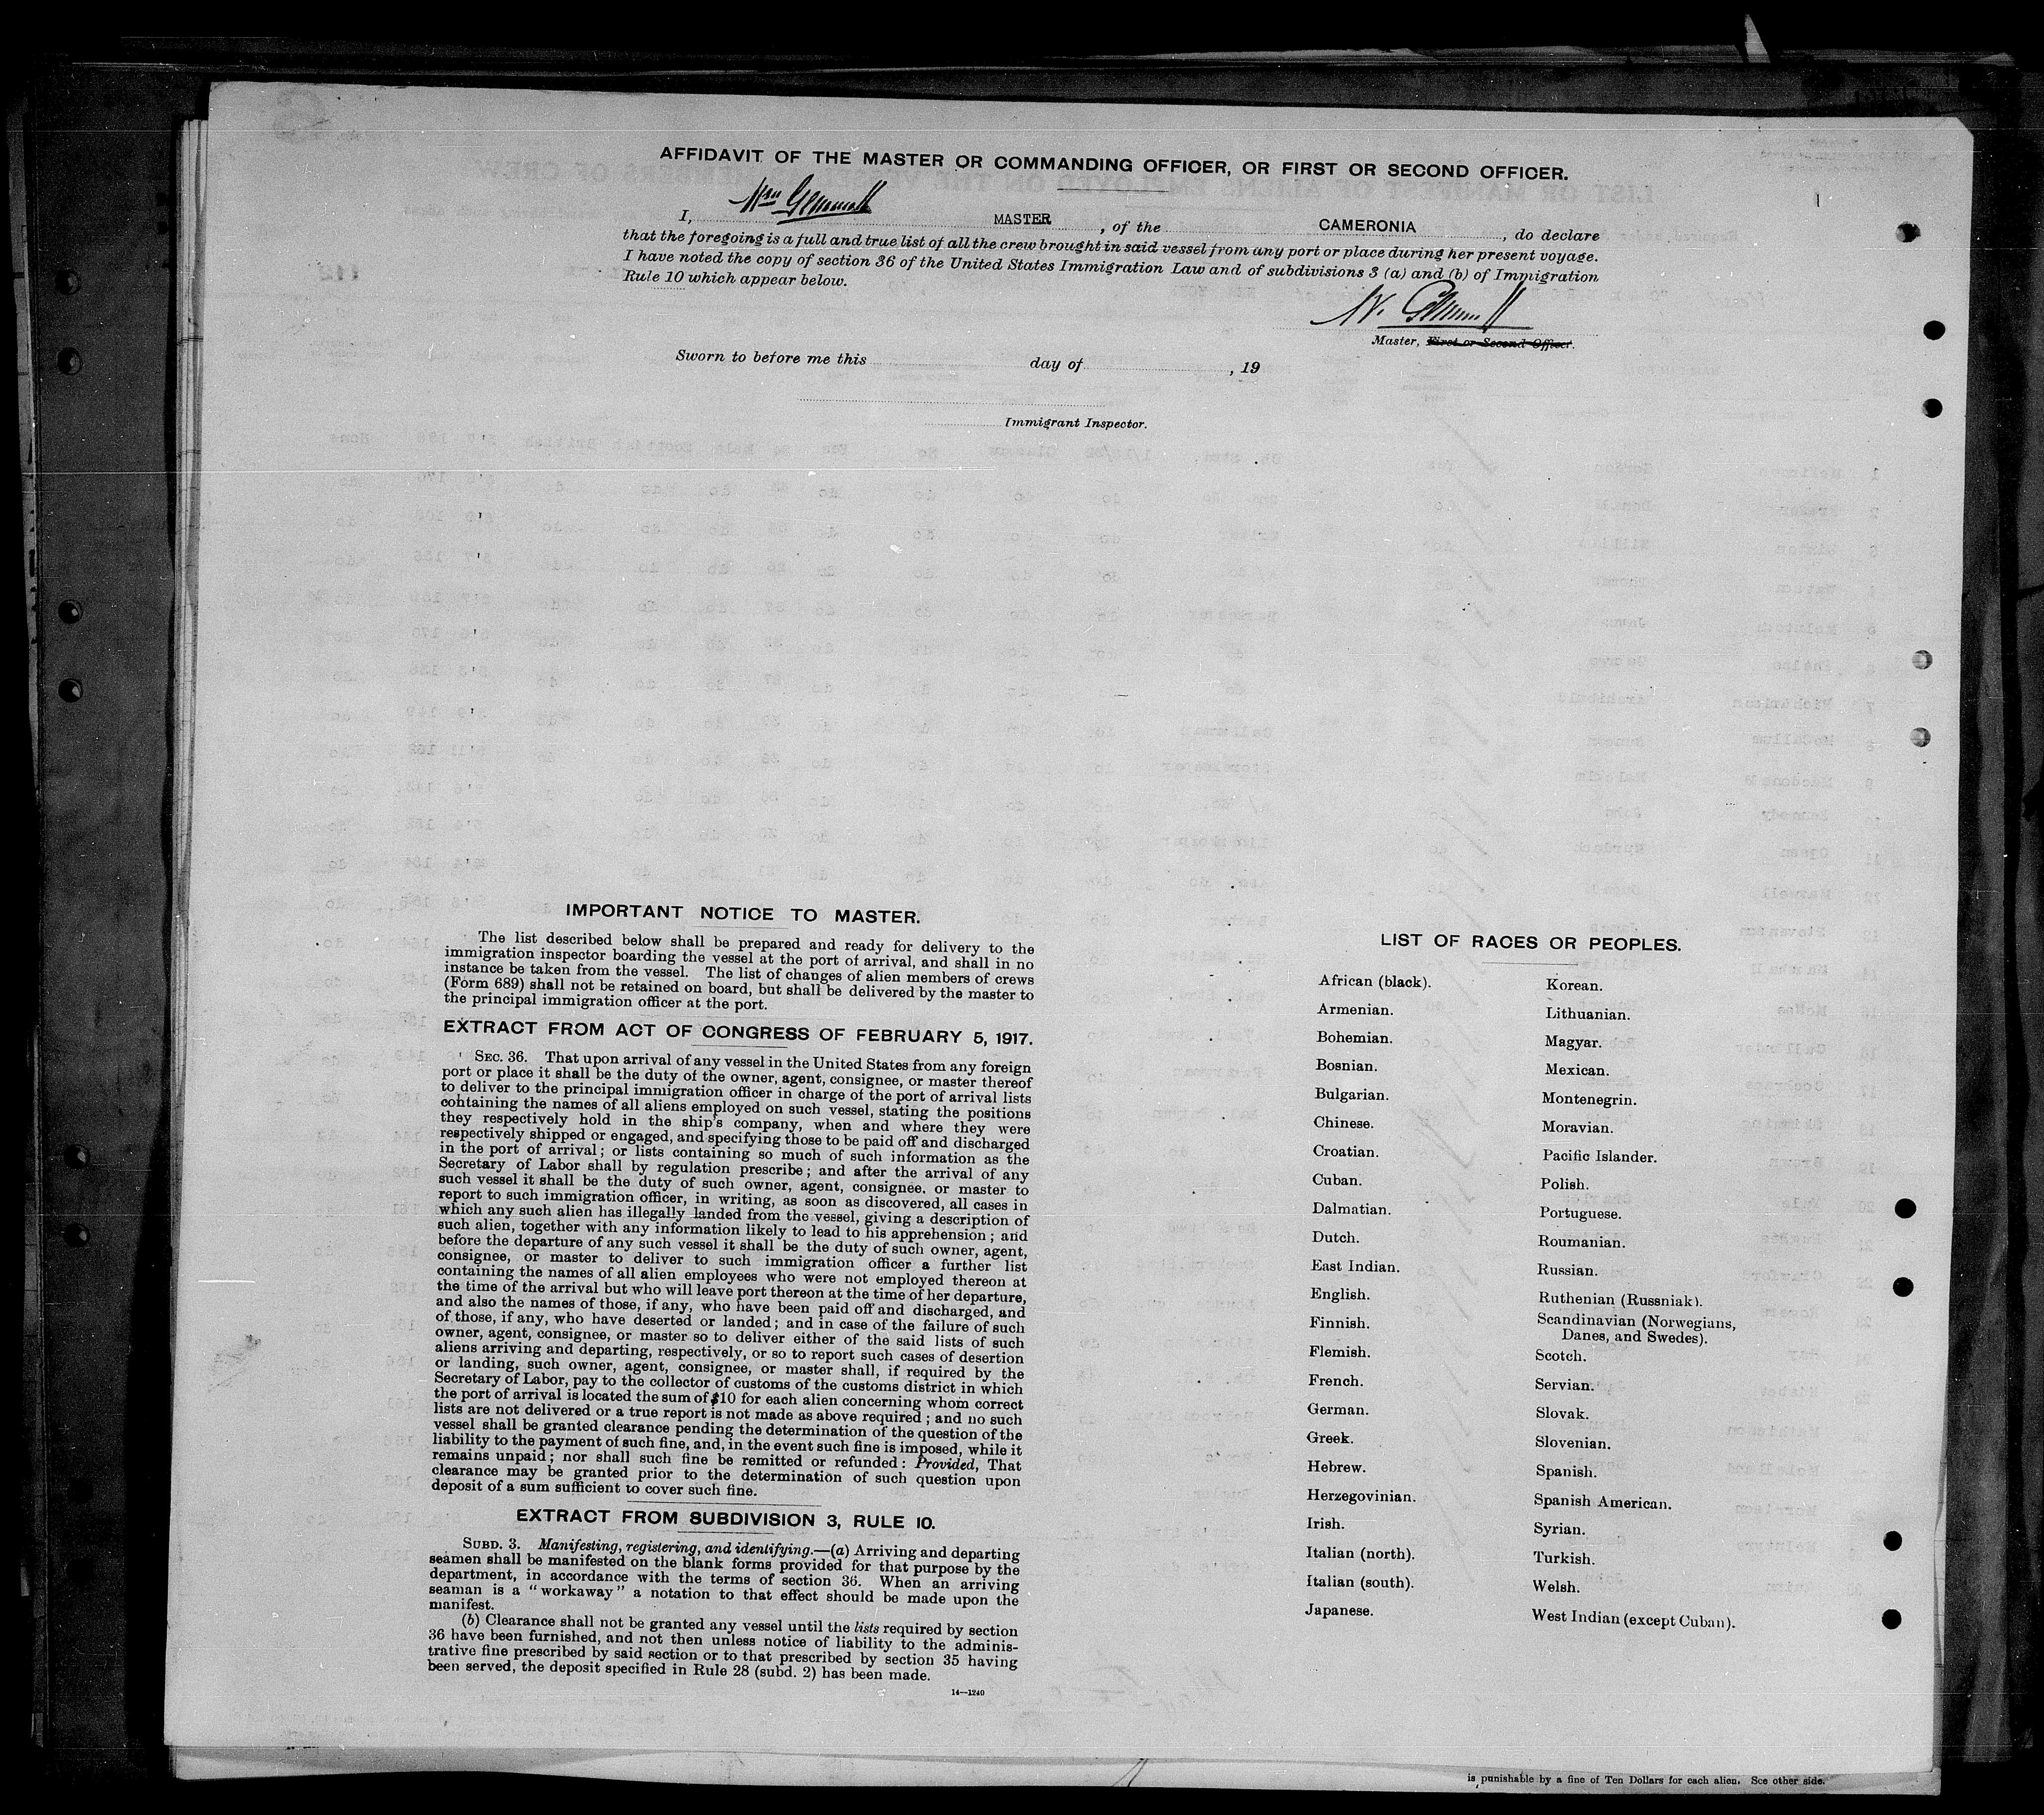 AFFIDAVIT OF THE MASTER OR COMMANDING OFFICER, OR FIRST OR SECOND OFFICER.
I, Wm Gemmell MASTER, of the CAMERONIA, do declare
that the foregoing is a full and true list of all the crew brought in said vessel from any port or place during her present voyage.
I have noted the copy of section 36 of the United States Immigration Law and of subdivisions 3 (a) and (b) of Immigration
Rule 10 which appear below.
W. Gemmell
Master, First or Second Officer.
Sworn to before me this day of , 19
Immigrant Inspector.
IMPORTANT NOTICE TO MASTER.
The list described below shall be prepared and ready for delivery to the
immigration inspector boarding the vessel at the port of arrival, and shall in no
instance be taken from the vessel. The list of changes of alien members of crews
(Form 689) shall not be retained on board, but shall be delivered by the master to
the principal immigration officer at the port.
EXTRACT FROM ACT OF CONGRESS OF FEBRUARY 5, 1917.
SEC. 36. That upon arrival of any vessel in the United States from any foreign
port or place it shall be the duty of the owner, agent, consignee, or master thereof
to deliver to the principal immigration officer in charge of the port of arrival lists
containing the names of all aliens employed on such vessel, stating the positions
they respectively hold in the ship's company, when and where they were
respectively shipped or engaged, and specifying those to be paid off and discharged
in the port of arrival; or lists containing so much of such information as the
Secretary of Labor shall by regulation prescribe; and after the arrival of any
such vessel it shall be the duty of such owner, agent, consignee, or master to
report to such immigration officer, in writing, as soon as discovered, all cases in
which any such alien has illegally landed from the vessel, giving a description of
such alien, together with any information likely to lead to his apprehension; and
before the departure of any such vessel it shall be the duty of such owner, agent,
consignee, or master to deliver to such immigration officer a further list
containing the names of all alien employees who were not employed thereon at
the time of the arrival but who will leave port thereon at the time of her departure,
and also the names of those, if any, who have been paid off and discharged, and
of those, if any, who have deserted or landed; and in case of the failure of such
owner, agent, consignee, or master so to deliver either of the said lists of such
aliens arriving and departing, respectively, or so to report such cases of desertion
or landing, such owner, agent, consignee, or master shall, if required by the
Secretary of Labor, pay to the collector of customs of the customs district in which
the port of arrival is located the sum of $10 for each alien concerning whom correct
lists are not delivered or a true report is not made as above required; and no such
vessel shall be granted clearance pending the determination of the question of the
liability to the payment of such fine, and, in the event such fine is imposed, while it
remains unpaid; nor shall such fine be remitted or refunded: Provided, That
clearance may be granted prior to the determination of such question upon
deposit of a sum sufficient to cover such fine.
EXTRACT FROM SUBDIVISION 3, RULE 10.
SUBD. 3. Manifesting, registering, and identifying.—(a) Arriving and departing
seamen shall be manifested on the blank forms provided for that purpose by the
department, in accordance with the terms of section 36. When an arriving
seaman is a "workaway" a notation to that effect should be made upon the
manifest.
(b) Clearance shall not be granted any vessel until the lists required by section
36 have been furnished, and not then unless notice of liability to the adminis-
trative fine prescribed by said section or to that prescribed by section 35 having
been served, the deposit specified in Rule 28 (subd. 2) has been made.
14—1240
LIST OF RACES OR PEOPLES.
African (black).
Armenian.
Bohemian.
Bosnian.
Bulgarian.
Chinese.
Croatian.
Cuban.
Dalmatian.
Dutch.
East Indian.
English.
Finnish.
Flemish.
French.
German.
Greek.
Hebrew.
Herzegovinian.
Irish.
Italian (north).
Italian (south).
Japanese.
Korean.
Lithuanian.
Magyar.
Mexican.
Montenegrin.
Moravian.
Pacific Islander.
Polish.
Portuguese.
Roumanian.
Russian.
Ruthenian (Russniak).
Scandinavian (Norwegians,
Danes, and Swedes).
Scotch.
Servian.
Slovak.
Slovenian.
Spanish.
Spanish American.
Syrian.
Turkish.
Welsh.
West Indian (except Cuban).
is punishable by a fine of Ten Dollars for each alien. See other side.